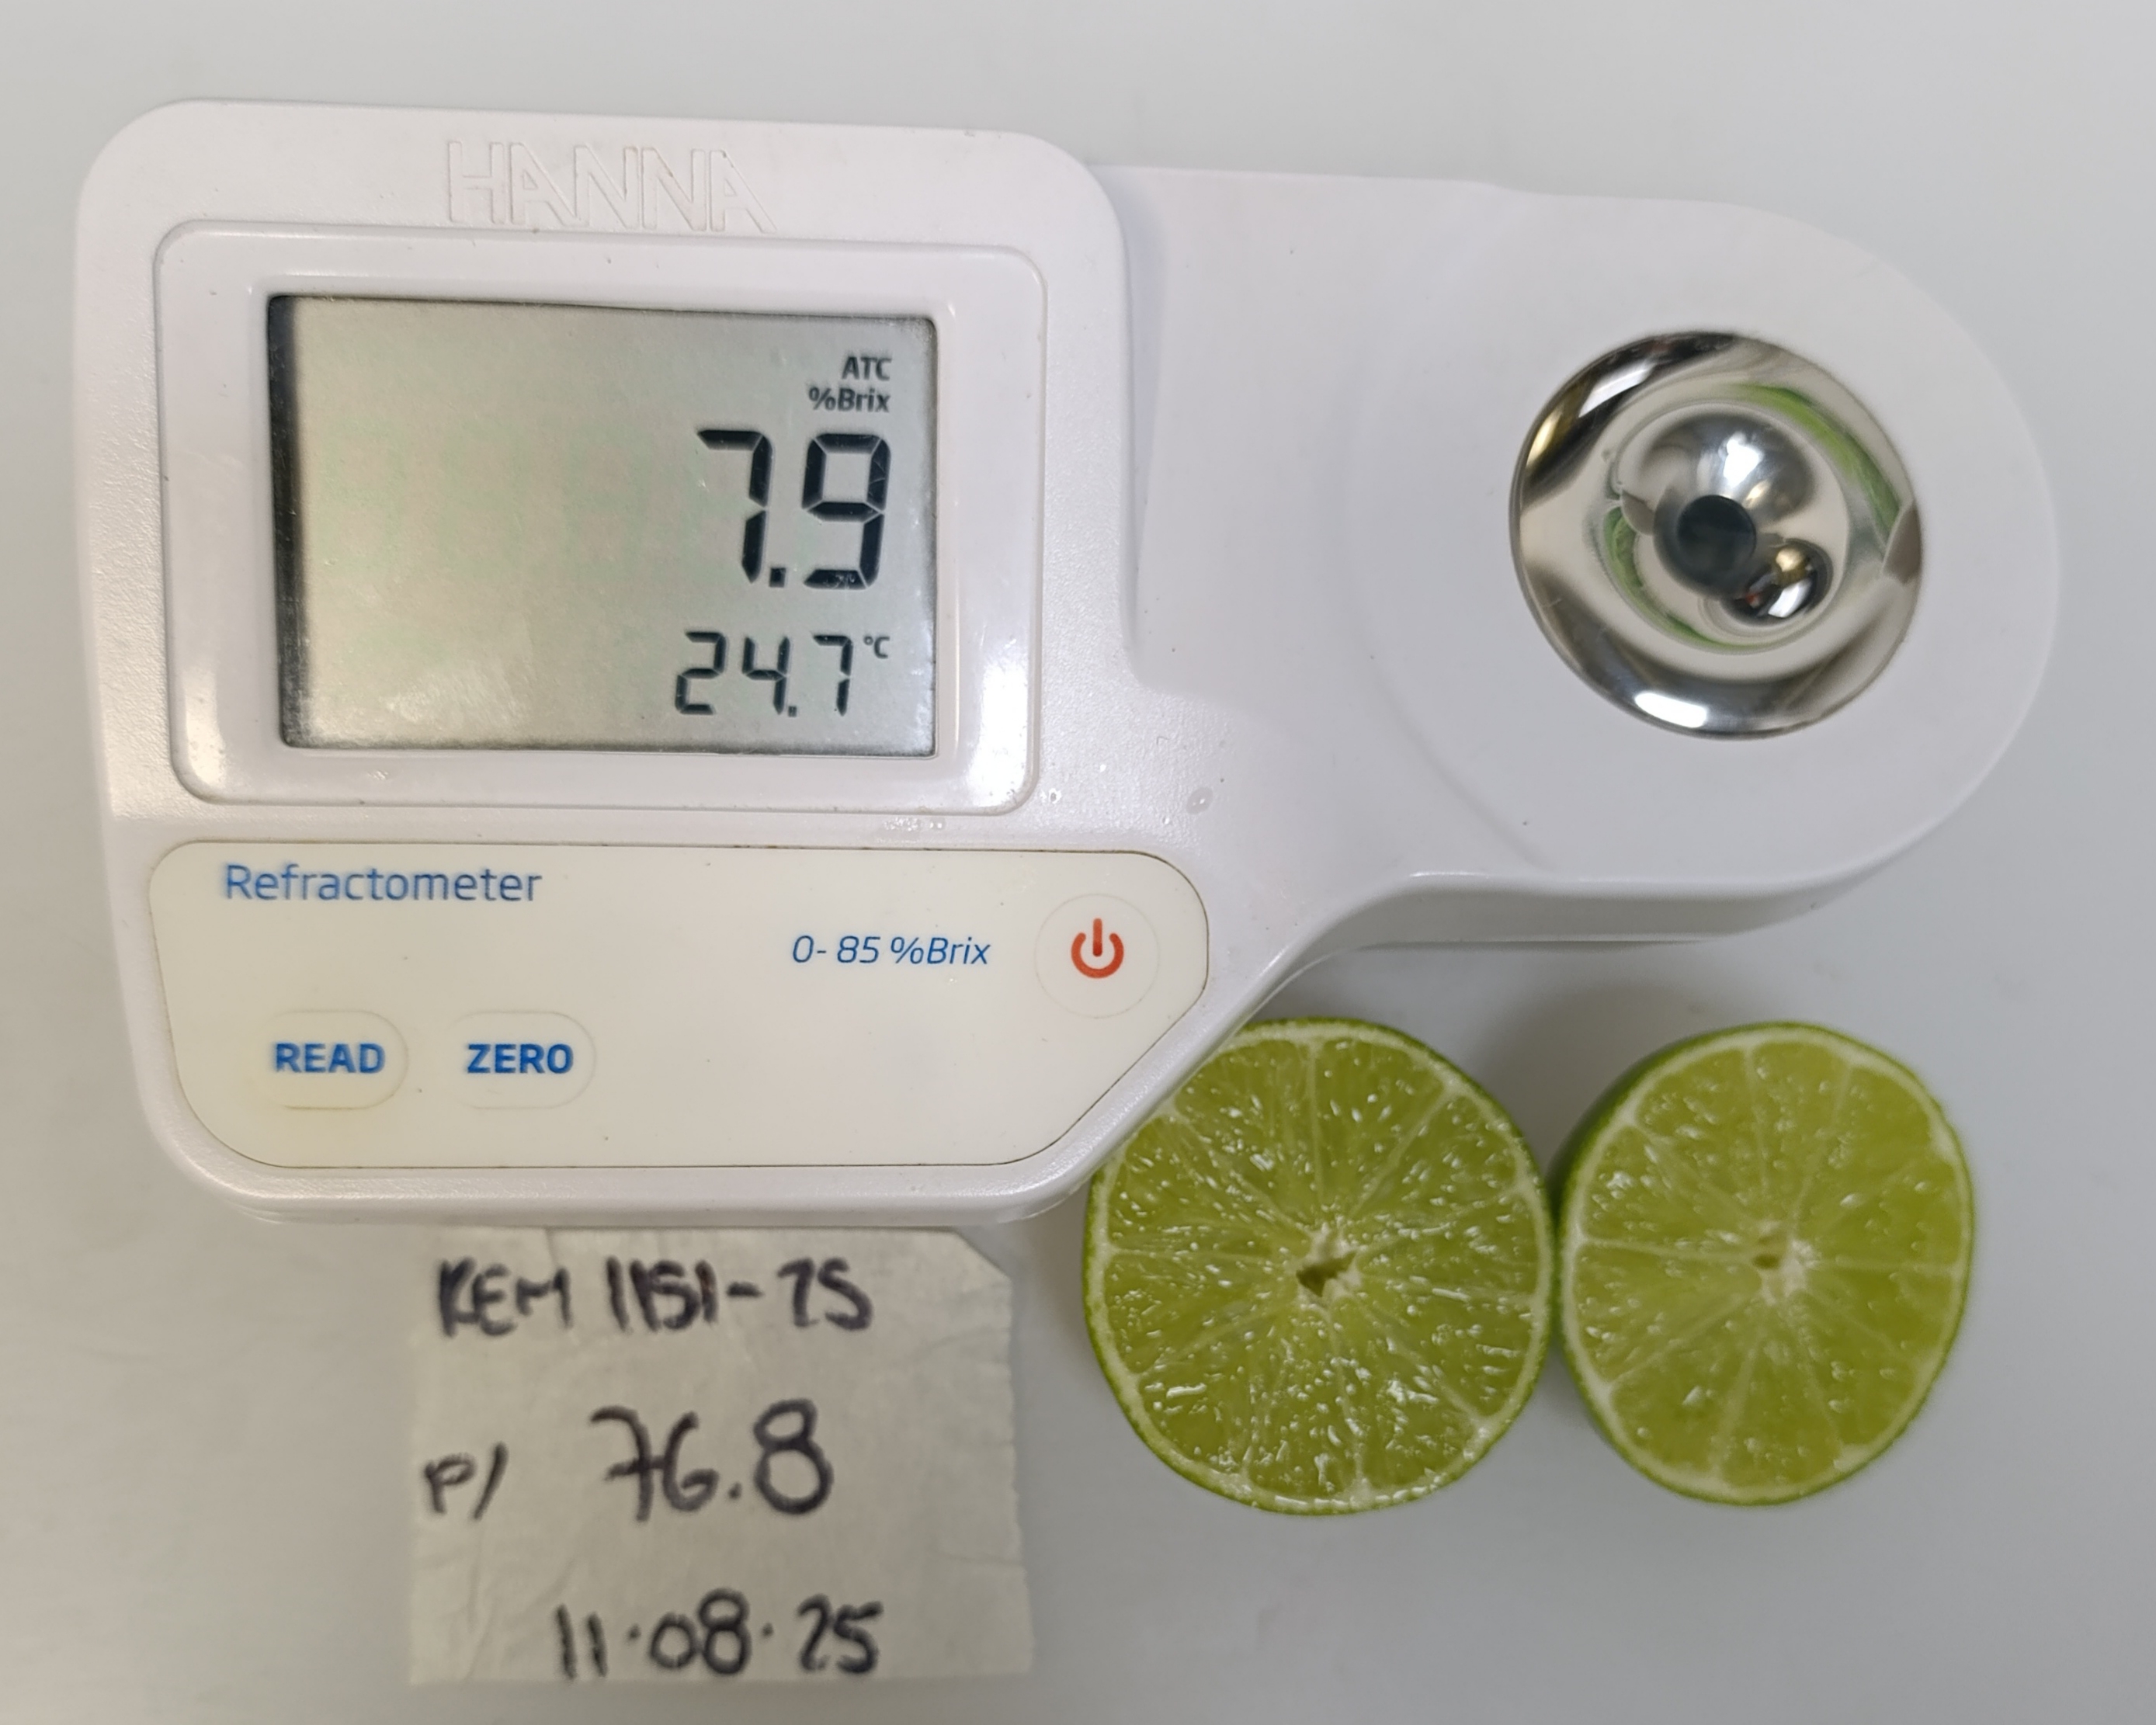 HANNA
ATC
%Brix
7.9
24.7 °C
Refractometer
0- 85 %Brix
READ ZERO
KEM 1151-25
P/ 76.8
11.08.25